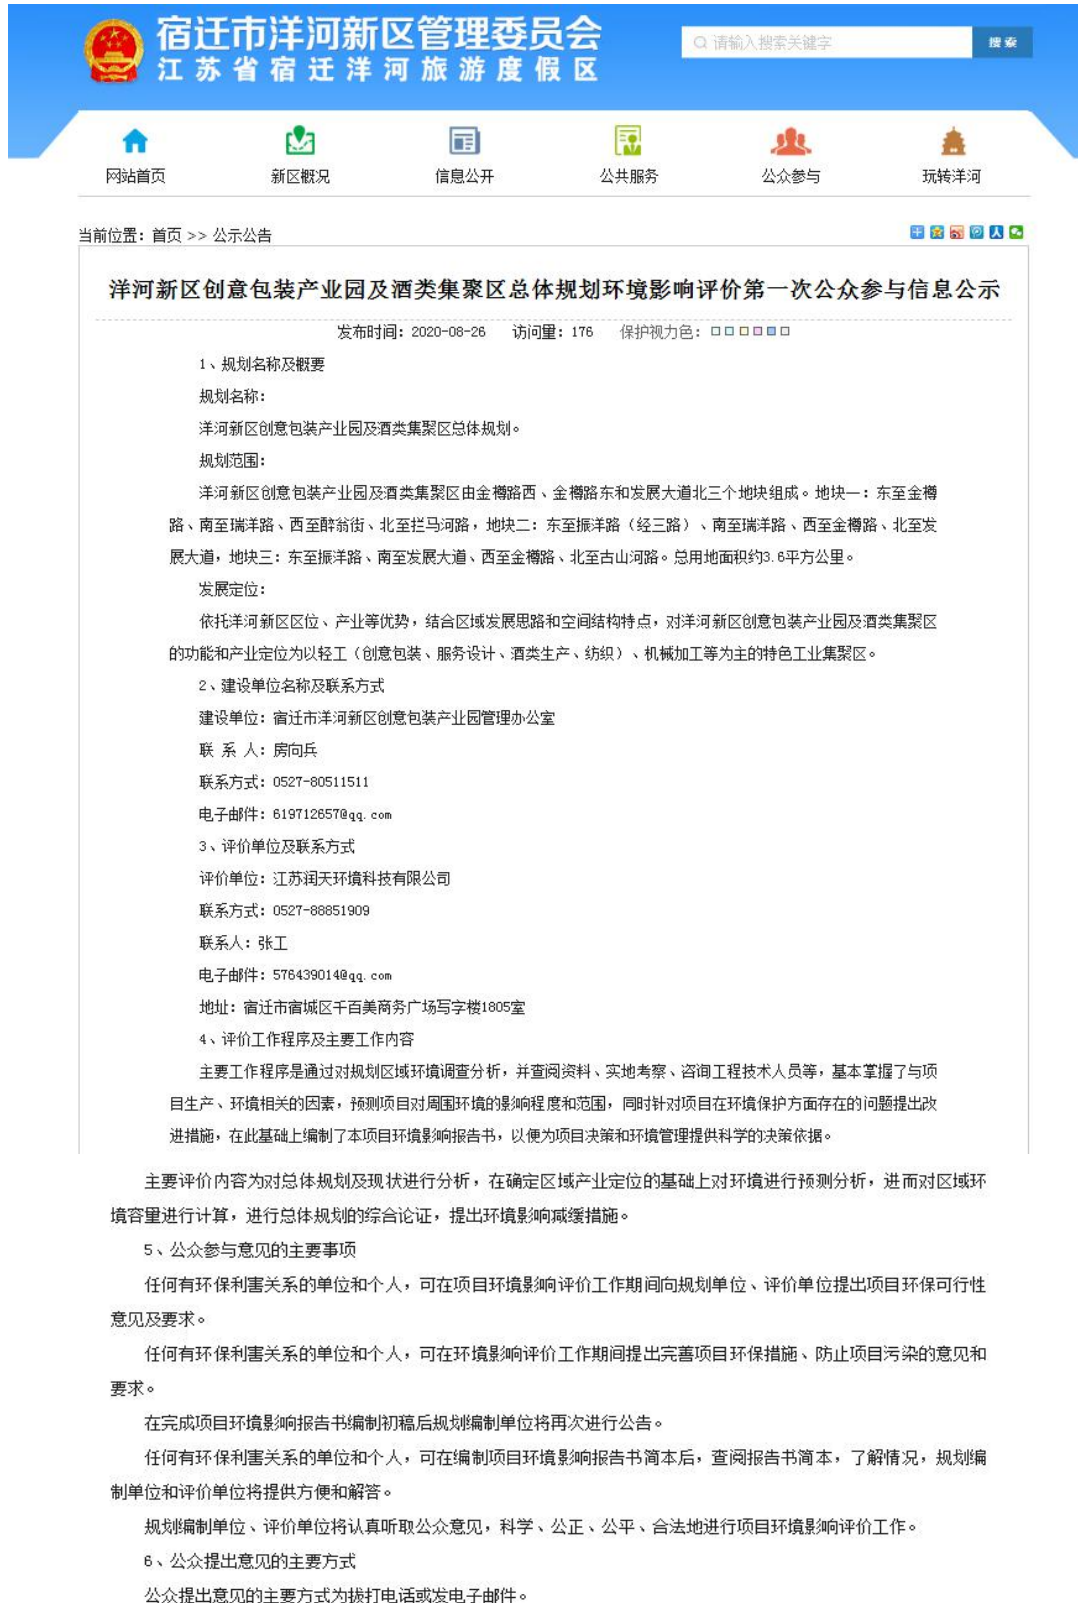 宿迁市洋河新区管理委员会
江苏省宿迁洋河旅游度假区
请输入搜索关键字
搜索
网站首页 新区概况 信息公开 公共服务 公众参与 玩转洋河
当前位置：首页 >> 公示公告
洋河新区创意包装产业园及酒类集聚区总体规划环境影响评价第一次公众参与信息公示
发布时间：2020-08-26 访问量：176 保护视力色：
1、规划名称及概要
规划名称：
洋河新区创意包装产业园及酒类集聚区总体规划。
规划范围：
洋河新区创意包装产业园及酒类集聚区由金樽路西、金樽路东和发展大道北三个地块组成。地块一：东至金樽
路、南至瑞洋路、西至醉翁街、北至拦马河路，地块二：东至振洋路（经三路）、南至瑞洋路、西至金樽路、北至发
展大道，地块三：东至振洋路、南至发展大道、西至金樽路、北至古山河路。总用地面积约3.6平方公里。
发展定位：
依托洋河新区区位、产业等优势，结合区域发展思路和空间结构特点，对洋河新区创意包装产业园及酒类集聚区
的功能和产业定位为以轻工（创意包装、服务设计、酒类生产、纺织）、机械加工等为主的特色工业集聚区。
2、建设单位名称及联系方式
建设单位：宿迁市洋河新区创意包装产业园管理办公室
联 系 人：房向兵
联系方式：0527-80511511
电子邮件：619712657@qq.com
3、评价单位及联系方式
评价单位：江苏润天环境科技有限公司
联系方式：0527-88851909
联系人：张工
电子邮件：576439014@qq.com
地址：宿迁市宿城区千百美商务广场写字楼1805室
4、评价工作程序及主要工作内容
主要工作程序是通过对规划区域环境调查分析，并查阅资料、实地考察、咨询工程技术人员等，基本掌握了与项
目生产、环境相关的因素，预测项目对周围环境的影响程度和范围，同时针对项目在环境保护方面存在的问题提出改
进措施，在此基础上编制了本项目环境影响报告书，以便为项目决策和环境管理提供科学的决策依据。
主要评价内容为对总体规划及现状进行分析，在确定区域产业定位的基础上对环境进行预测分析，进而对区域环
境容量进行计算，进行总体规划的综合论证，提出环境影响减缓措施。
5、公众参与意见的主要事项
任何有环保利害关系的单位和个人，可在项目环境影响评价工作期间向规划单位、评价单位提出项目环保可行性
意见及要求。
任何有环保利害关系的单位和个人，可在环境影响评价工作期间提出完善项目环保措施、防止项目污染的意见和
要求。
在完成项目环境影响报告书编制初稿后规划编制单位将再次进行公告。
任何有环保利害关系的单位和个人，可在编制项目环境影响报告书简本后，查阅报告书简本，了解情况，规划编
制单位和评价单位将提供方便和解答。
规划编制单位、评价单位将认真听取公众意见，科学、公正、公平、合法地进行项目环境影响评价工作。
6、公众提出意见的主要方式
公众提出意见的主要方式为拔打电话或发电子邮件。